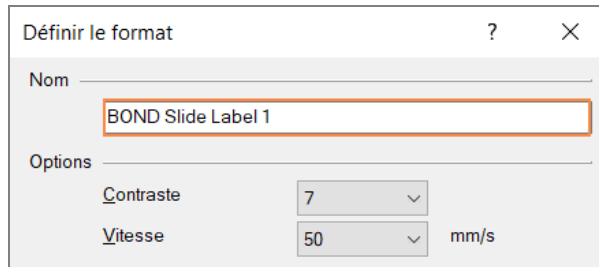 Définir le format ? ×
Nom
BOND Slide Label 1
Options
Contraste 7
Vitesse 50 mm/s